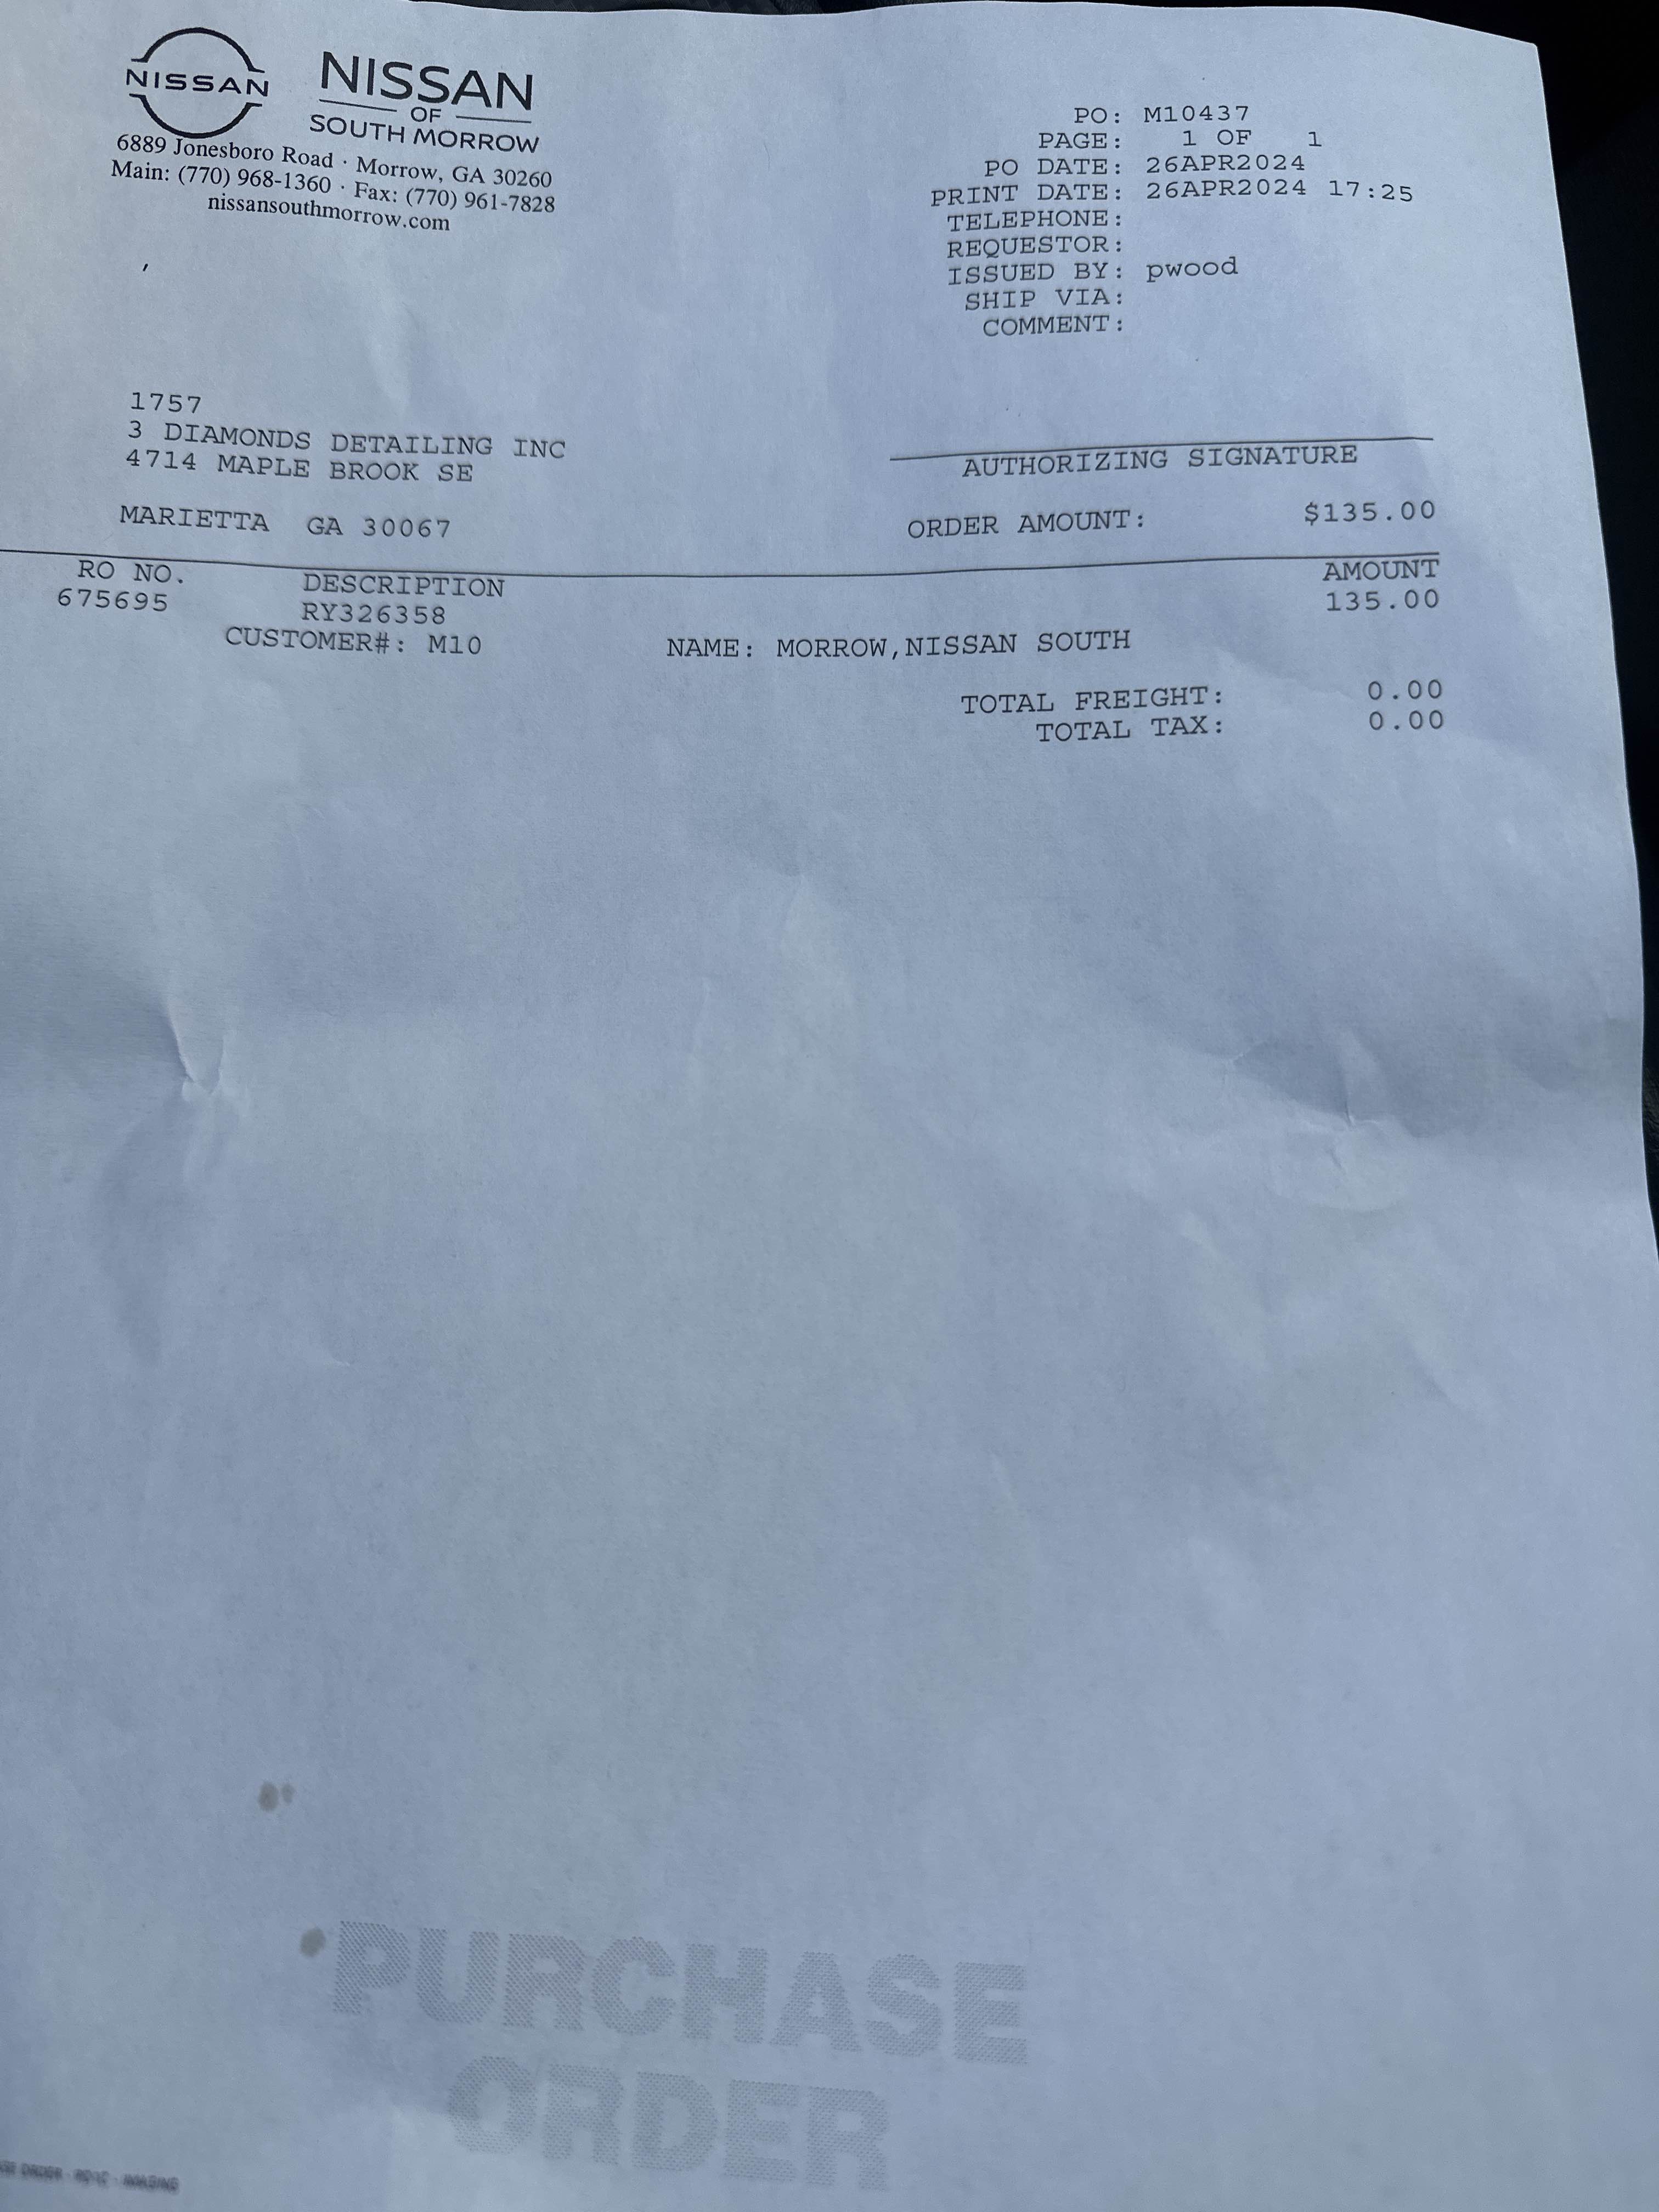 NISSAN
NISSAN
OF
SOUTH MORROW
6889 Jonesboro Road · Morrow, GA 30260
Main: (770) 968-1360 · Fax: (770) 961-7828
nissansouthmorrow.com
PO: M10437
PAGE: 1 OF 1
PO DATE: 26APR2024
PRINT DATE: 26APR2024 17:25
TELEPHONE:
REQUESTOR:
ISSUED BY: pwood
SHIP VIA:
COMMENT:
1757
3 DIAMONDS DETAILING INC
4714 MAPLE BROOK SE
MARIETTA GA 30067
AUTHORIZING SIGNATURE
ORDER AMOUNT: $135.00
RO NO. DESCRIPTION AMOUNT
675695 RY326358 135.00
CUSTOMER#: M10 NAME: MORROW,NISSAN SOUTH
TOTAL FREIGHT: 0.00
TOTAL TAX: 0.00
PURCHASE
ORDER
ORDER · · IMAGING